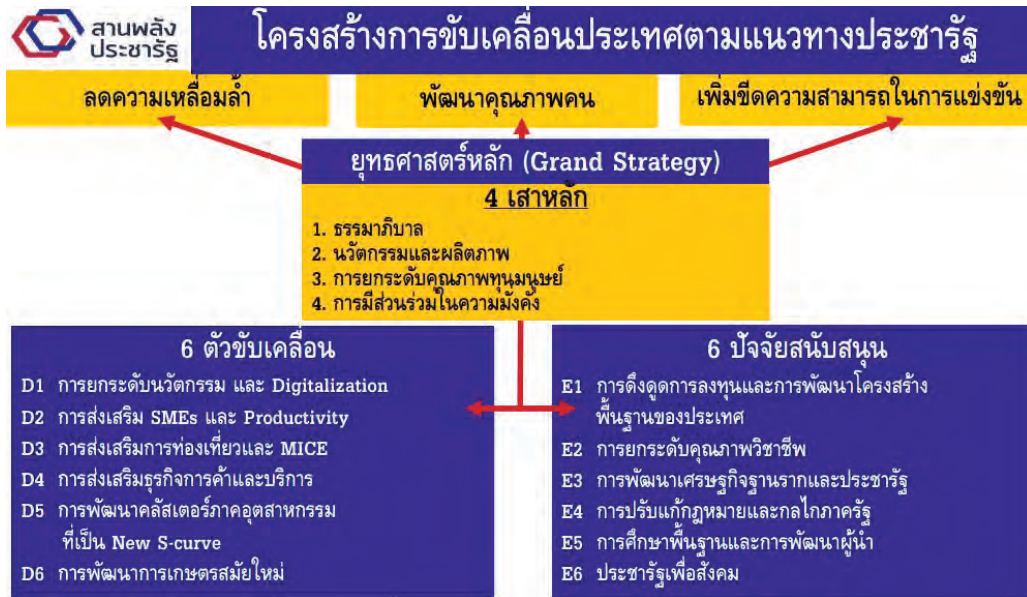 สานพลัง
ประชารัฐ
โครงสร้างการขับเคลื่อนประเทศตามแนวทางประชารัฐ
ลดความเหลื่อมล้ำ
พัฒนาคุณภาพคน
เพิ่มขีดความสามารถในการแข่งขัน
ยุทธศาสตร์หลัก (Grand Strategy)
4 เสาหลัก
1. ธรรมาภิบาล
2. นวัตกรรมและผลิตภาพ
3. การยกระดับคุณภาพทุนมนุษย์
4. การมีส่วนร่วมในความมั่งคั่ง
6 ตัวขับเคลื่อน
D1 การยกระดับนวัตกรรม และ Digitalization
D2 การส่งเสริม SMEs และ Productivity
D3 การส่งเสริมการท่องเที่ยวและ MICE
D4 การส่งเสริมธุรกิจการค้าและบริการ
D5 การพัฒนาคลัสเตอร์ภาคอุตสาหกรรม
ที่เป็น New S-curve
D6 การพัฒนาการเกษตรสมัยใหม่
6 ปัจจัยสนับสนุน
E1 การดึงดูดการลงทุนและการพัฒนาโครงสร้าง
พื้นฐานของประเทศ
E2 การยกระดับคุณภาพวิชาชีพ
E3 การพัฒนาเศรษฐกิจฐานรากและประชารัฐ
E4 การปรับแก้กฎหมายและกลไกภาครัฐ
E5 การศึกษาพื้นฐานและการพัฒนาผู้นำ
E6 ประชารัฐเพื่อสังคม